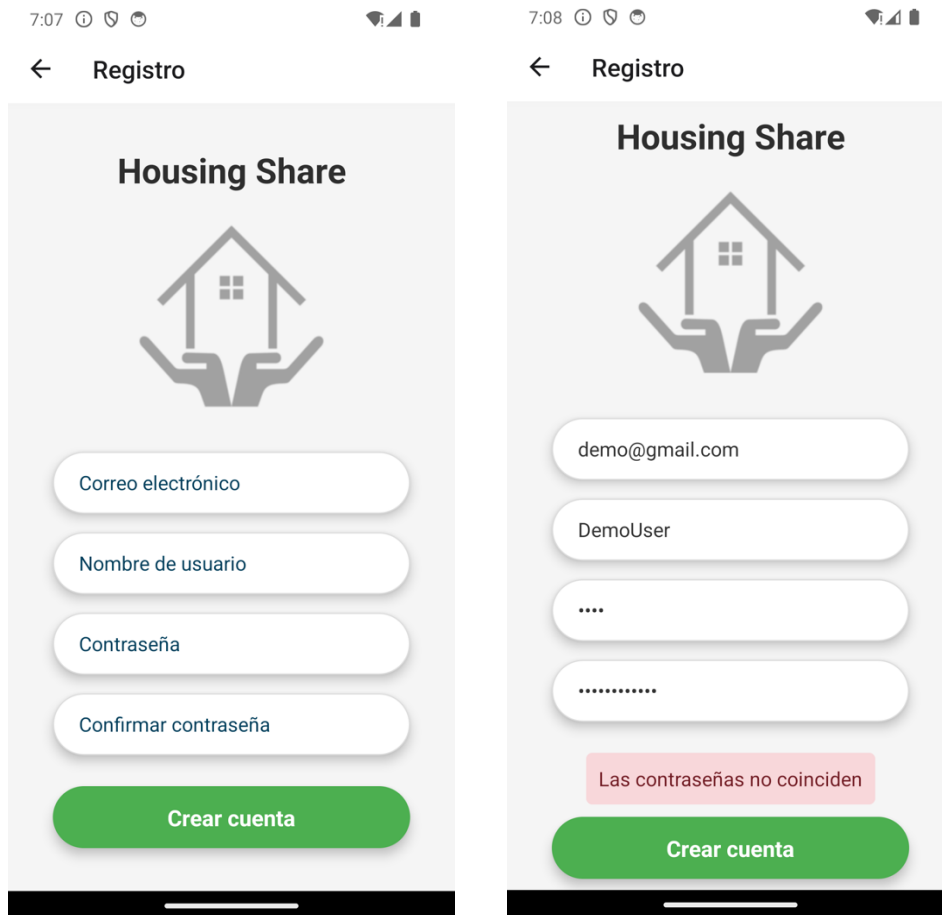 7:07
Registro
Housing Share
Correo electrónico
Nombre de usuario
Contraseña
Confirmar contraseña
Crear cuenta
7:08
Registro
Housing Share
demo@gmail.com
DemoUser
••••
••••••••••••
Las contraseñas no coinciden
Crear cuenta